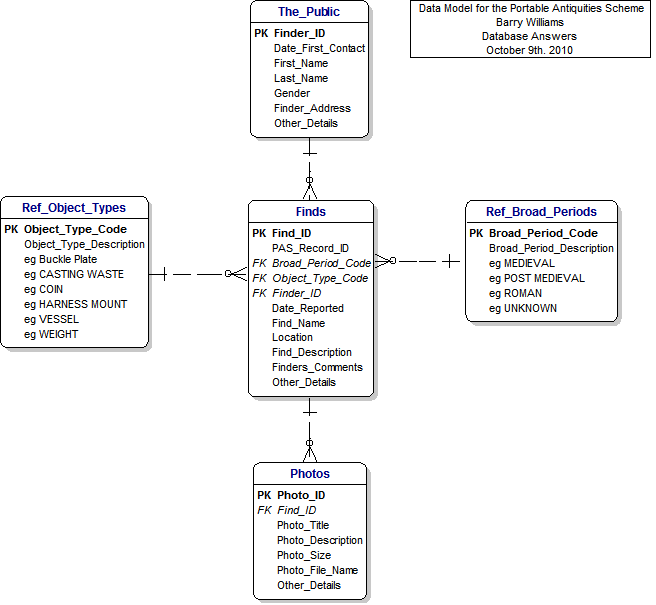 The_Public
PK Finder_ID
Date_First_Contact
First_Name
Last_Name
Gender
Finder_Address
Other_Details
Data Model for the Portable Antiquities Scheme
Barry Williams
Database Answers
October 9th. 2010
Ref_Object_Types
PK Object_Type_Code
Object_Type_Description
eg Buckle Plate
eg CASTING WASTE
eg COIN
eg HARNESS MOUNT
eg VESSEL
eg WEIGHT
Finds
PK Find_ID
PAS_Record_ID
FK Broad_Period_Code
FK Object_Type_Code
FK Finder_ID
Date_Reported
Find_Name
Location
Find_Description
Finders_Comments
Other_Details
Ref_Broad_Periods
PK Broad_Period_Code
Broad_Period_Description
eg MEDIEVAL
eg POST MEDIEVAL
eg ROMAN
eg UNKNOWN
Photos
PK Photo_ID
FK Find_ID
Photo_Title
Photo_Description
Photo_Size
Photo_File_Name
Other_Details